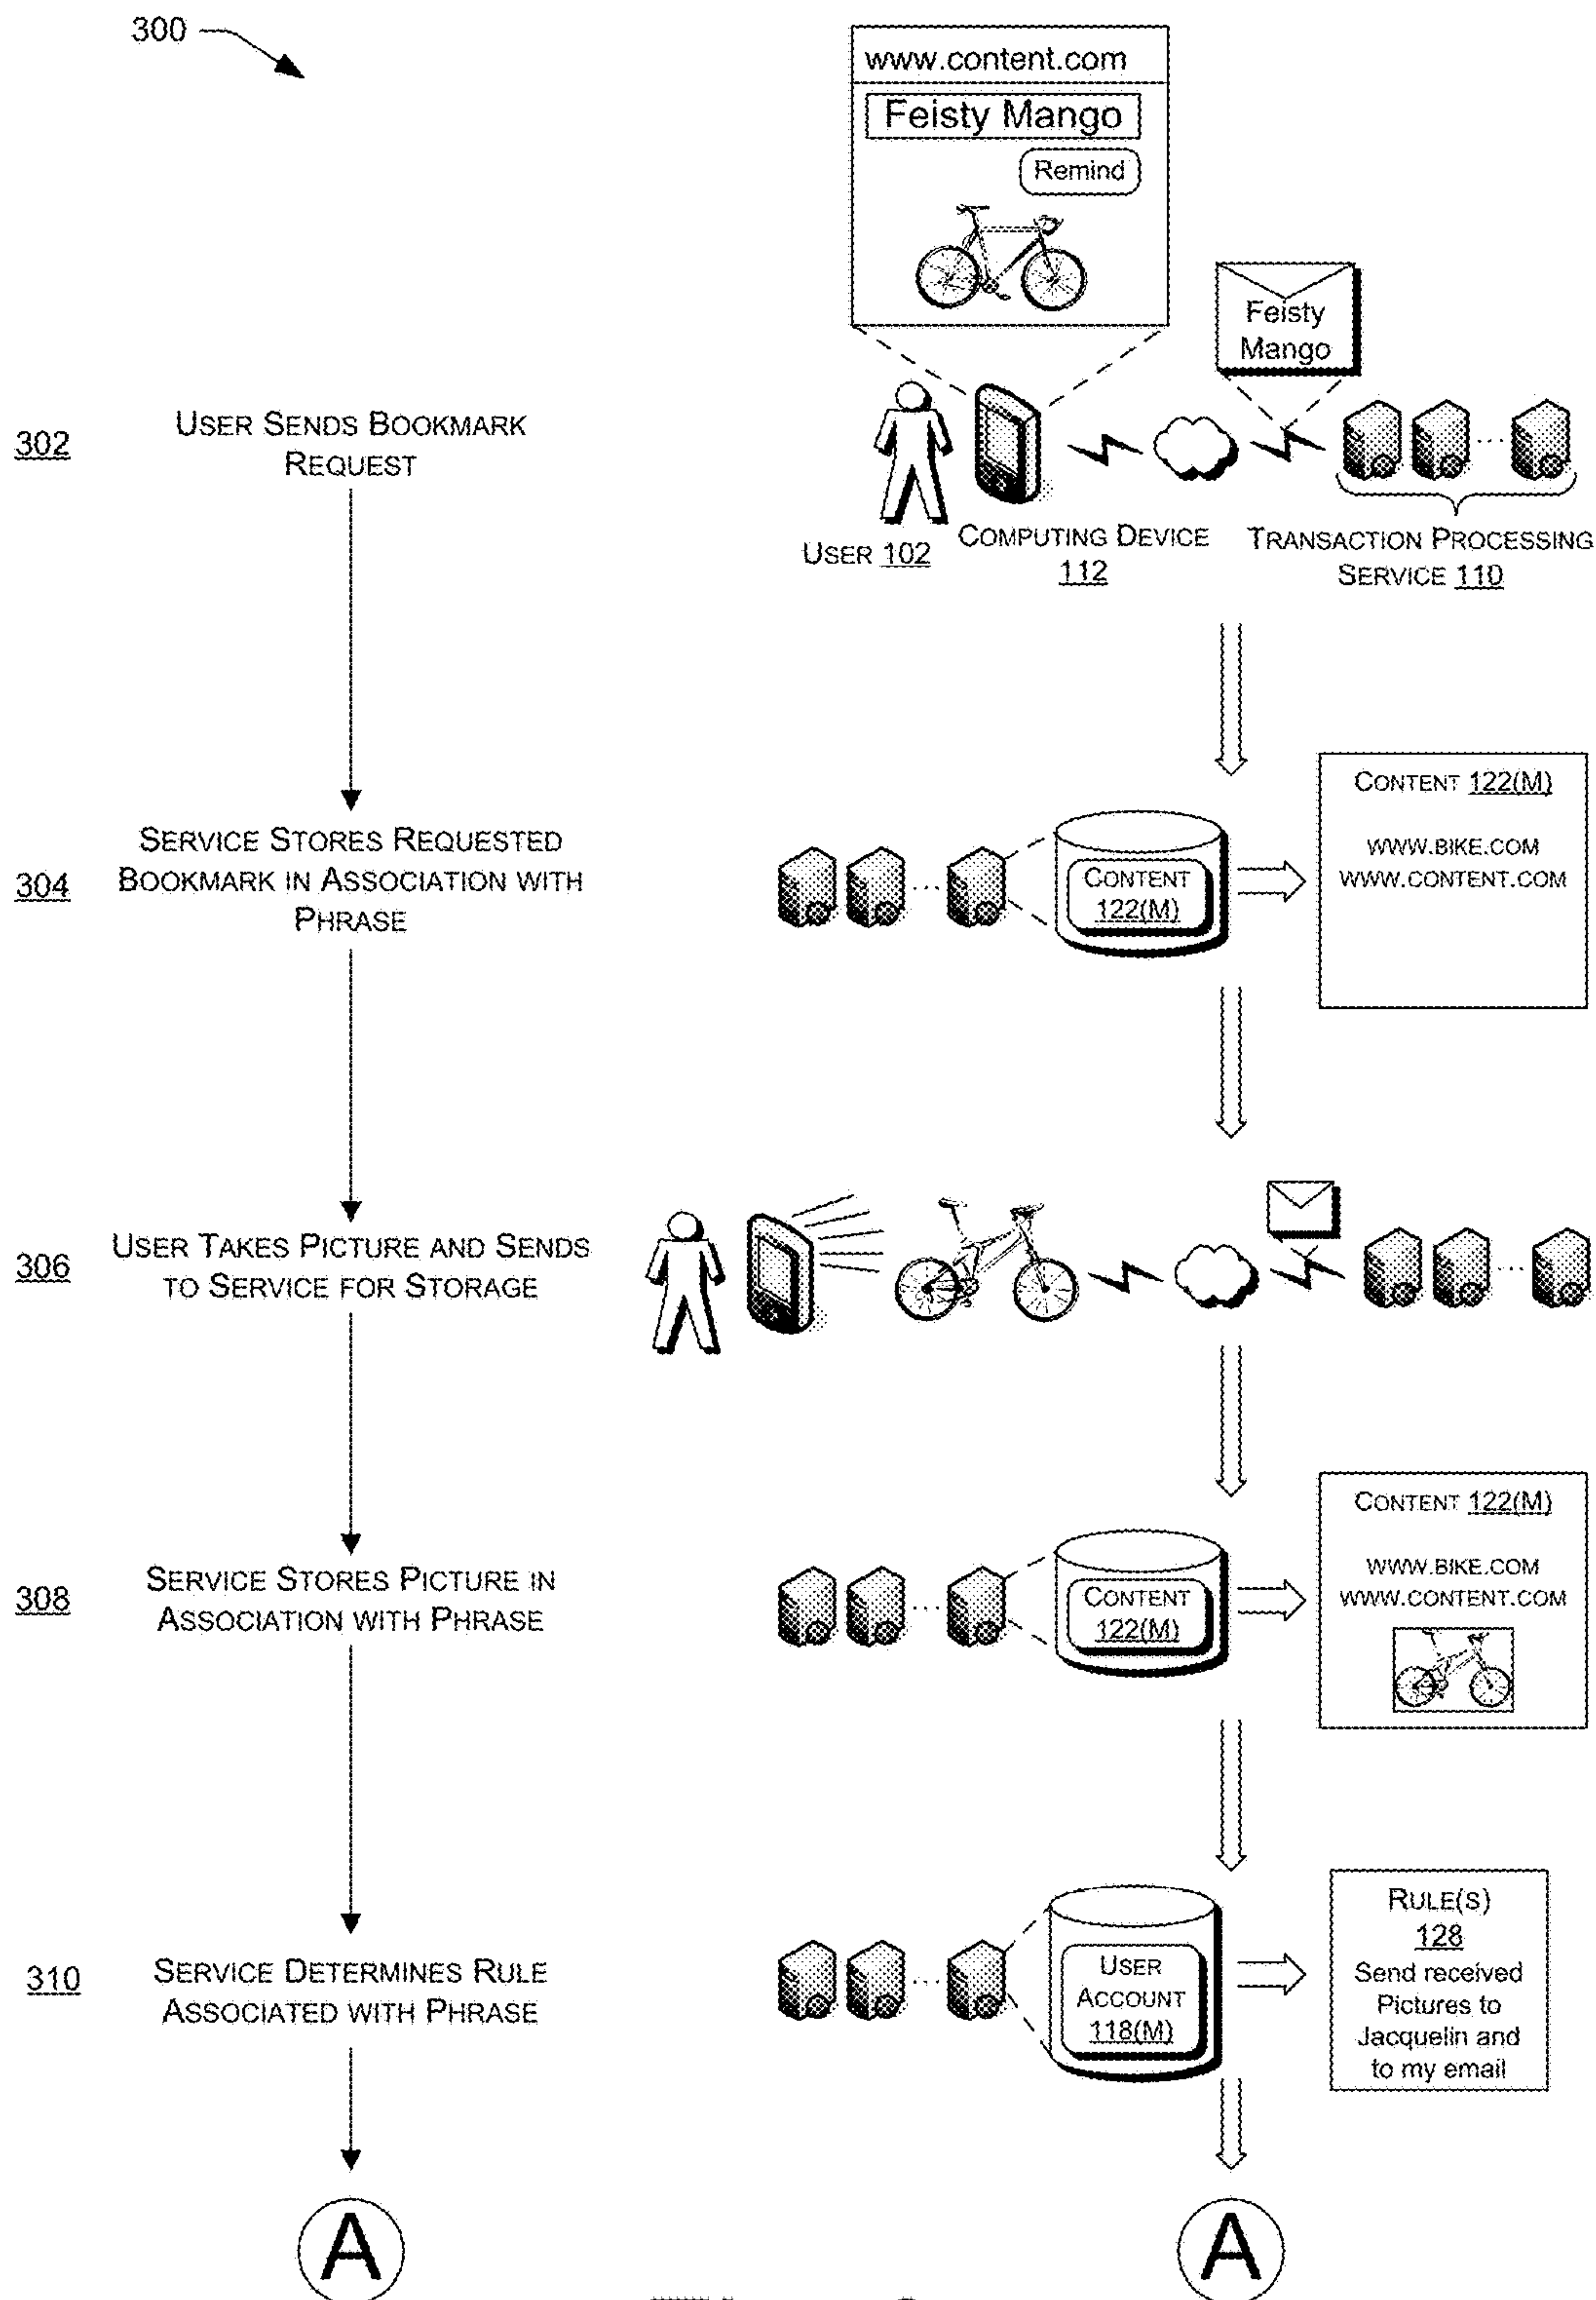 300
www.content.com
Feisty Mango
Remind
Feisty
Mango
302
USER SENDS BOOKMARK
REQUEST
USER 102
COMPUTING DEVICE
112
TRANSACTION PROCESSING
SERVICE 110
304
SERVICE STORES REQUESTED
BOOKMARK IN ASSOCIATION WITH
PHRASE
CONTENT
122(M)
CONTENT 122(M)
WWW.BIKE.COM
WWW.CONTENT.COM
306
USER TAKES PICTURE AND SENDS
TO SERVICE FOR STORAGE
308
SERVICE STORES PICTURE IN
ASSOCIATION WITH PHRASE
CONTENT
122(M)
CONTENT 122(M)
WWW.BIKE.COM
WWW.CONTENT.COM
310
SERVICE DETERMINES RULE
ASSOCIATED WITH PHRASE
USER
ACCOUNT
118(M)
RULE(S)
128
Send received
Pictures to
Jacquelin and
to my email
A
A